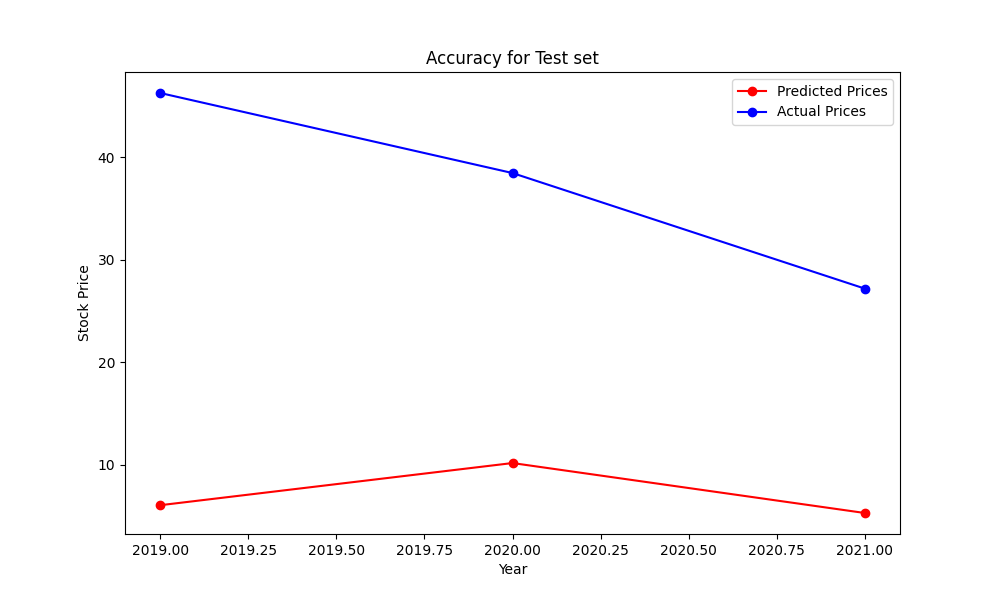 Accuracy for Test set
Predicted Prices
Actual Prices
Stock Price
40
30
20
10
2019.00 2019.25 2019.50 2019.75 2020.00 2020.25 2020.50 2020.75 2021.00
Year